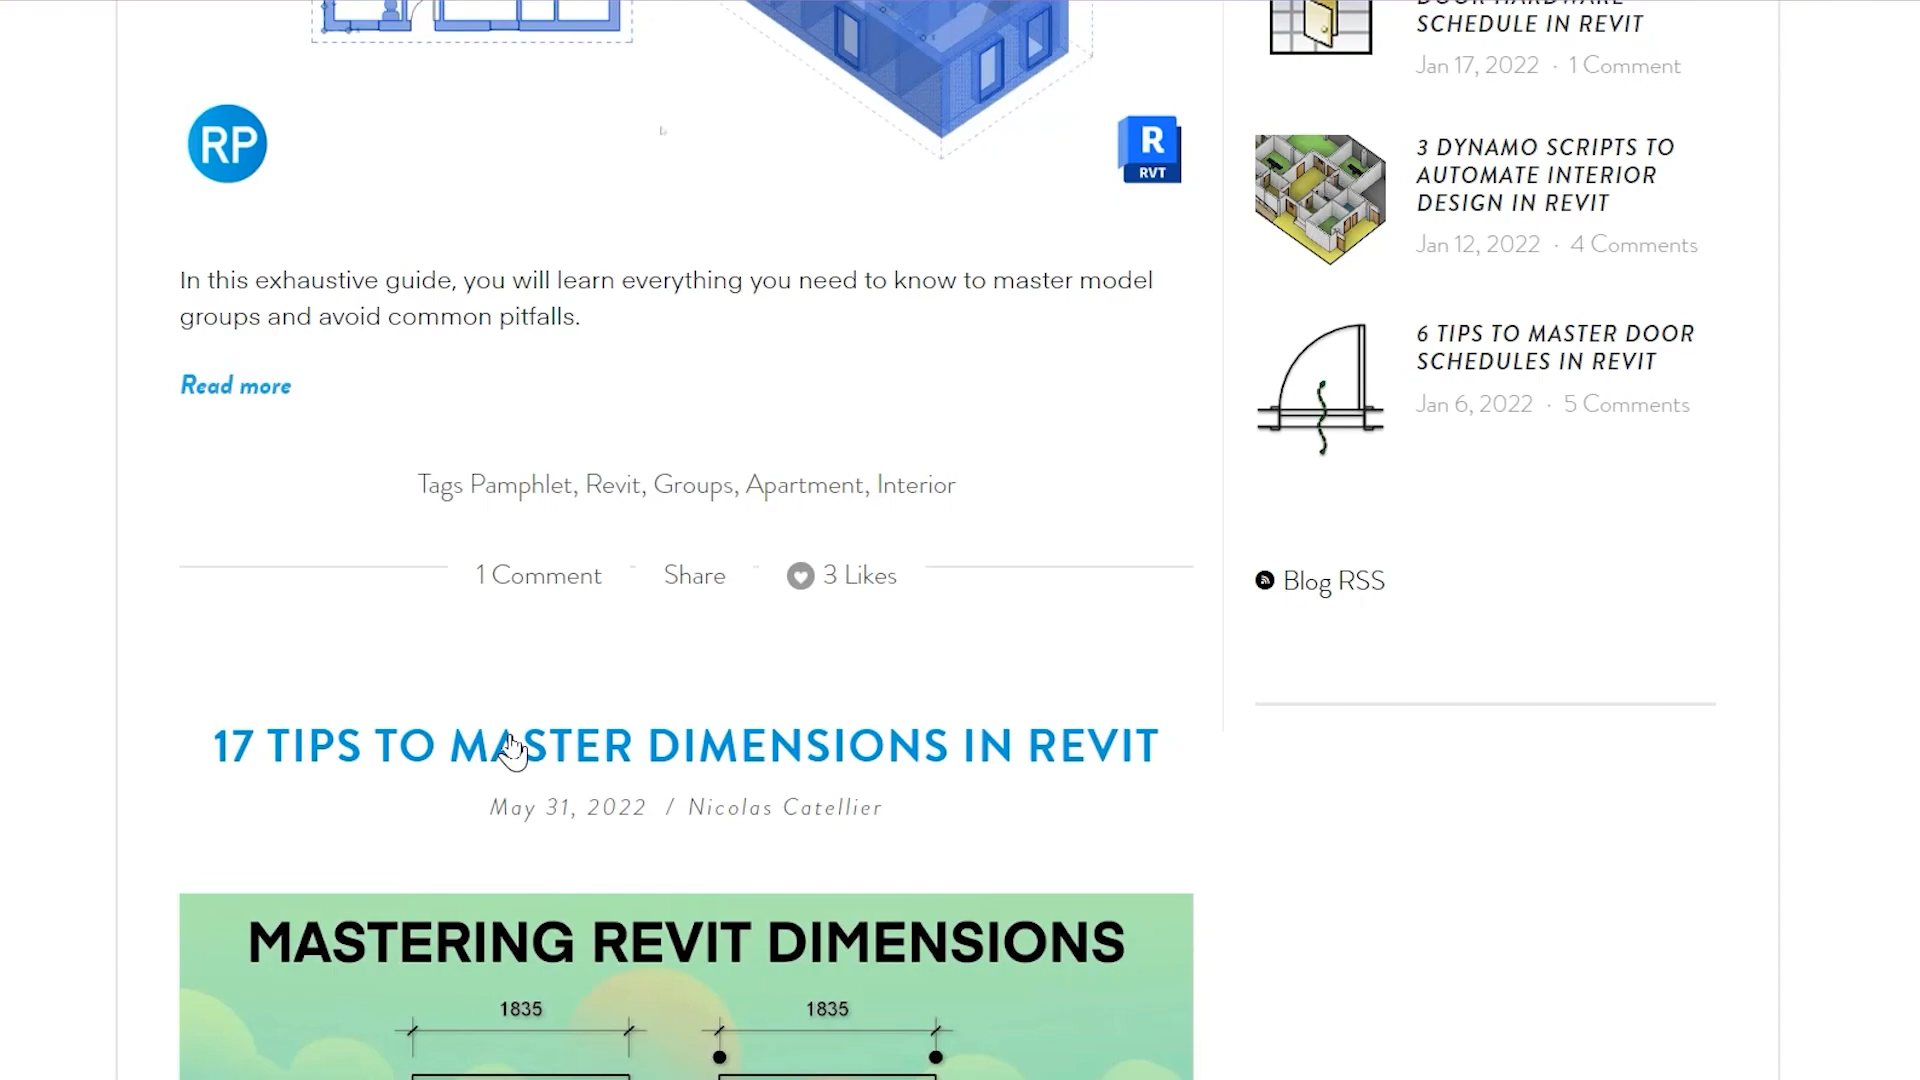 RP
R
RVT
In this exhaustive guide, you will learn everything you need to know to master model
groups and avoid common pitfalls.
Read more
Tags Pamphlet, Revit, Groups, Apartment, Interior
1 Comment
Share
3 Likes
17 TIPS TO MASTER DIMENSIONS IN REVIT
May 31, 2022 / Nicolas Catellier
MASTERING REVIT DIMENSIONS
1835
1835
DOOR HARDWARE
SCHEDULE IN REVIT
Jan 17, 2022 · 1 Comment
3 DYNAMO SCRIPTS TO
AUTOMATE INTERIOR
DESIGN IN REVIT
Jan 12, 2022 · 4 Comments
6 TIPS TO MASTER DOOR
SCHEDULES IN REVIT
Jan 6, 2022 · 5 Comments
Blog RSS